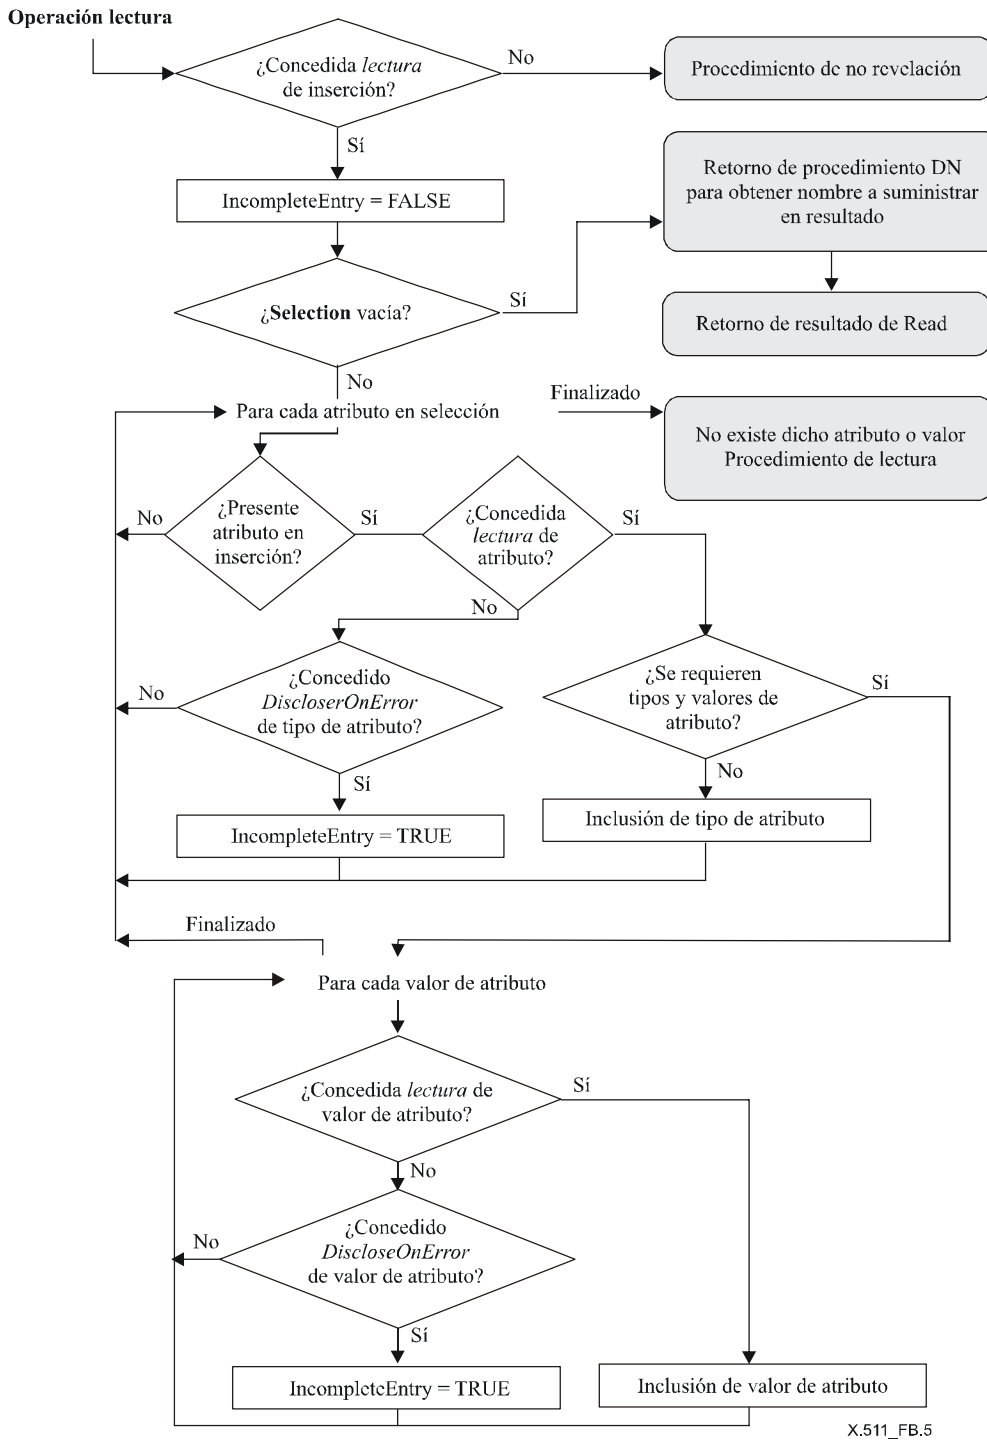 Operación lectura
¿Concedida lectura
de inserción?
No
Procedimiento de no revelación
Sí
IncompleteEntry = FALSE
Retorno de procedimiento DN
para obtener nombre a suministrar
en resultado
¿Selection vacía?
Sí
Retorno de resultado de Read
No
Para cada atributo en selección
Finalizado
No existe dicho atributo o valor
Procedimiento de lectura
¿Presente
atributo en
inserción?
No
Sí
¿Concedida
lectura de
atributo?
Sí
No
¿Concedido
DiscloserOnError
de tipo de atributo?
No
Sí
¿Se requieren
tipos y valores de
atributo?
Sí
No
IncompleteEntry = TRUE
Inclusión de tipo de atributo
Finalizado
Para cada valor de atributo
¿Concedida lectura de
valor de atributo?
Sí
No
¿Concedido
DiscloseOnError
de valor de atributo?
No
Sí
IncompleteEntry = TRUE
Inclusión de valor de atributo
X.511_FB.5